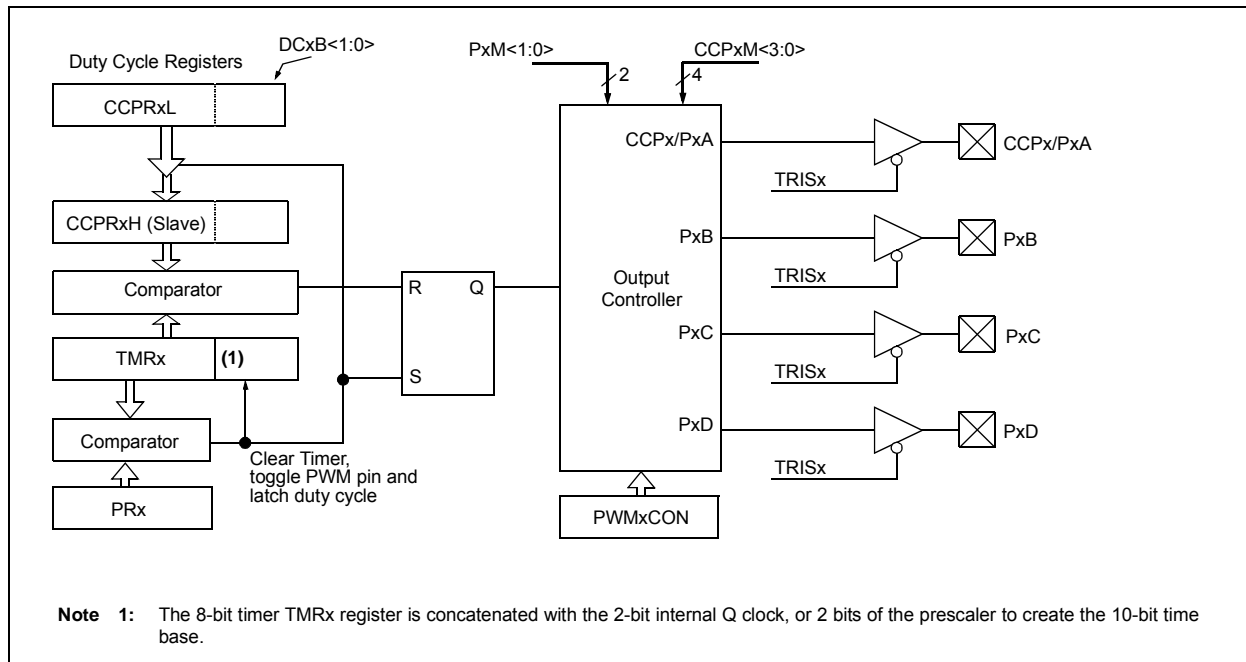 DCxB<1:0>
Duty Cycle Registers
CCPRxL
CCPRxH (Slave)
Comparator
TMRx
(1)
Comparator
PRx
Clear Timer,
toggle PWM pin and
latch duty cycle
R
Q
S
PxM<1:0>
2
CCPxM<3:0>
4
Output
Controller
CCPx/PxA
PxB
PxC
PxD
PWMxCON
TRISx
CCPx/PxA
TRISx
PxB
TRISx
PxC
TRISx
PxD
Note 1: The 8-bit timer TMRx register is concatenated with the 2-bit internal Q clock, or 2 bits of the prescaler to create the 10-bit time
base.